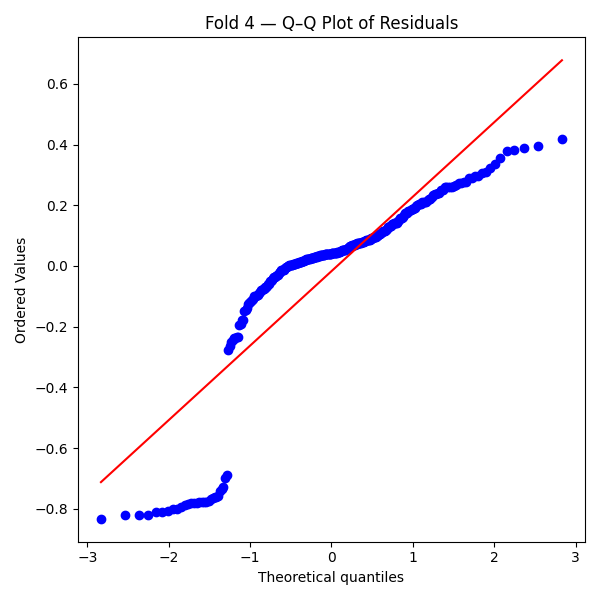 Fold 4 — Q–Q Plot of Residuals
Ordered Values
0.6
0.4
0.2
0.0
−0.2
−0.4
−0.6
−0.8
−3 −2 −1 0 1 2 3
Theoretical quantiles